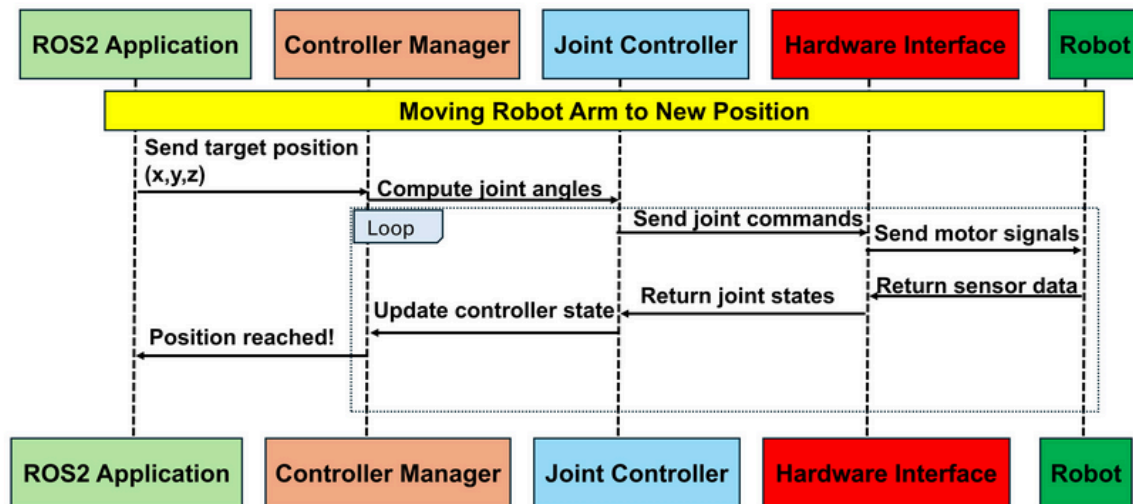 ROS2 Application
Controller Manager
Joint Controller
Hardware Interface
Robot
Moving Robot Arm to New Position
Send target position
(x,y,z)
Compute joint angles
Loop
Send joint commands
Send motor signals
Return sensor data
Return joint states
Update controller state
Position reached!
ROS2 Application
Controller Manager
Joint Controller
Hardware Interface
Robot